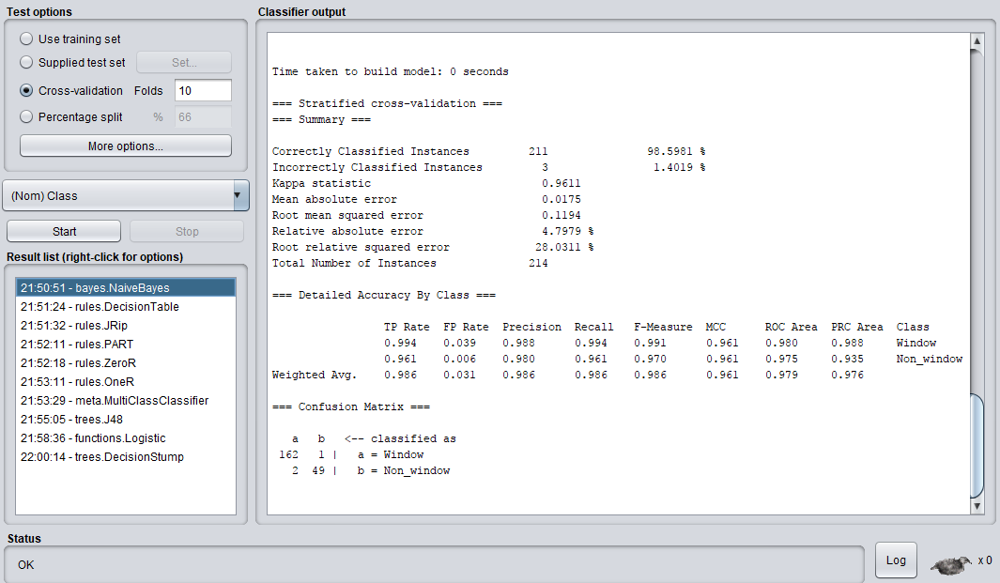 Test options
Use training set
Supplied test set Set...
Cross-validation Folds 10
Percentage split % 66
More options...
(Nom) Class
Start Stop
Result list (right-click for options)
21:50:51 - bayes.NaiveBayes
21:51:24 - rules.DecisionTable
21:51:32 - rules.JRip
21:52:11 - rules.PART
21:52:18 - rules.ZeroR
21:53:11 - rules.OneR
21:53:29 - meta.MultiClassClassifier
21:55:05 - trees.J48
21:58:36 - functions.Logistic
22:00:14 - trees.DecisionStump
Classifier output
Time taken to build model: 0 seconds
=== Stratified cross-validation ===
=== Summary ===
Correctly Classified Instances 211 98.5981 %
Incorrectly Classified Instances 3 1.4019 %
Kappa statistic 0.9611
Mean absolute error 0.0175
Root mean squared error 0.1194
Relative absolute error 4.7979 %
Root relative squared error 28.0311 %
Total Number of Instances 214
=== Detailed Accuracy By Class ===
TP Rate FP Rate Precision Recall F-Measure MCC ROC Area PRC Area Class
0.994 0.039 0.988 0.994 0.991 0.961 0.980 0.988 Window
0.961 0.006 0.980 0.961 0.970 0.961 0.975 0.935 Non_window
Weighted Avg. 0.986 0.031 0.986 0.986 0.986 0.961 0.979 0.976
=== Confusion Matrix ===
a b <-- classified as
162 1 | a = Window
2 49 | b = Non_window
Status
OK
Log
x 0